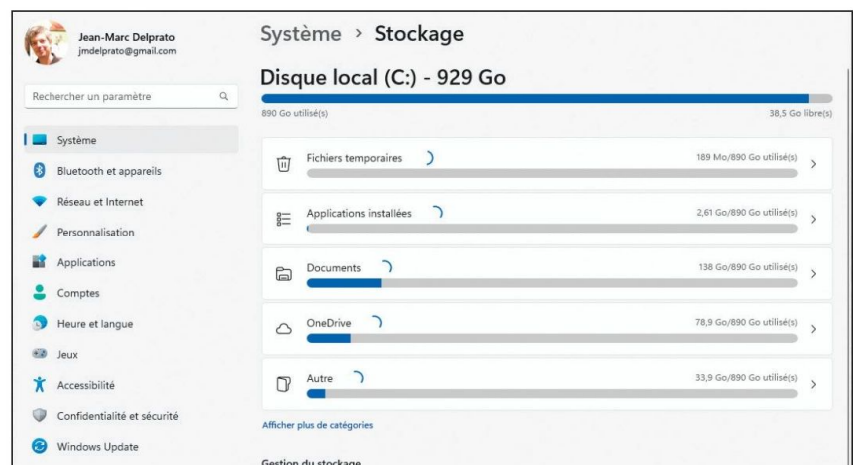 Jean-Marc Delprato
jmdelprato@gmail.com
Rechercher un paramètre
Système
Bluetooth et appareils
Réseau et Internet
Personnalisation
Applications
Comptes
Heure et langue
Jeux
Accessibilité
Confidentialité et sécurité
Windows Update
Système > Stockage
Disque local (C:) - 929 Go
890 Go utilisé(s) 38,5 Go libre(s)
Fichiers temporaires 189 Mo/890 Go utilisé(s)
Applications installées 2,61 Go/890 Go utilisé(s)
Documents 138 Go/890 Go utilisé(s)
OneDrive 78,9 Go/890 Go utilisé(s)
Autre 33,9 Go/890 Go utilisé(s)
Afficher plus de catégories
Gestion du stockage